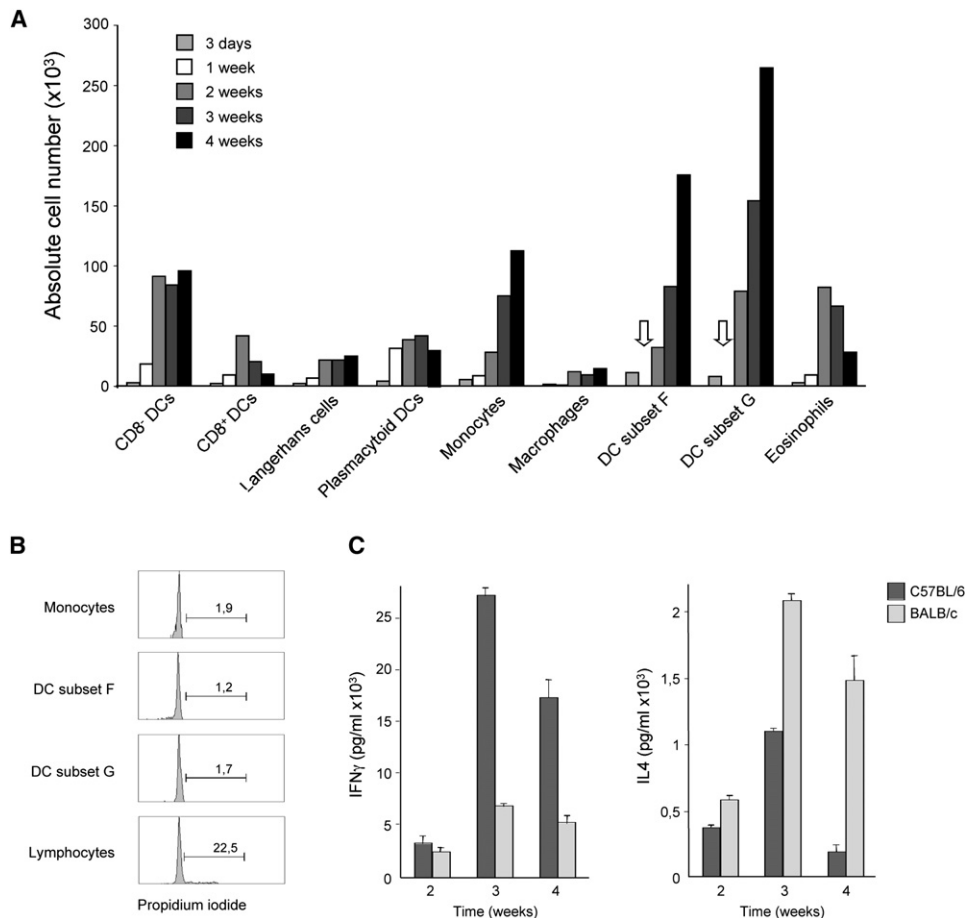 A
Absolute cell number (x10³)
300
250
200
150
100
50
0
3 days
1 week
2 weeks
3 weeks
4 weeks
CD8⁻ DCs
CD8⁺ DCs
Langerhans cells
Plasmacytoid DCs
Monocytes
Macrophages
DC subset F
DC subset G
Eosinophils
B
Monocytes
1,9
DC subset F
1,2
DC subset G
1,7
Lymphocytes
22,5
Propidium iodide
C
IFNγ (pg/ml x10³)
25
15
5
0
2 3 4
Time (weeks)
IL4 (pg/ml x10³)
2
1,5
1
0,5
0
2 3 4
Time (weeks)
C57BL/6
BALB/c